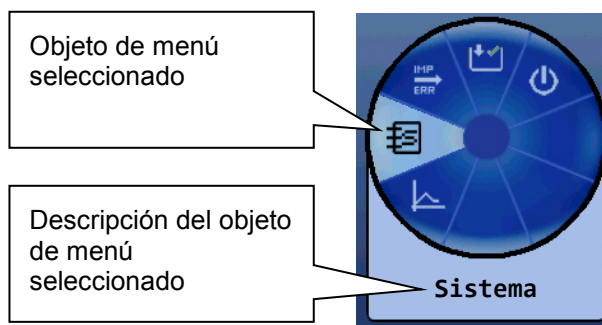 Objeto de menú
seleccionado
IMP
ERR
Descripción del objeto
de menú
seleccionado
Sistema